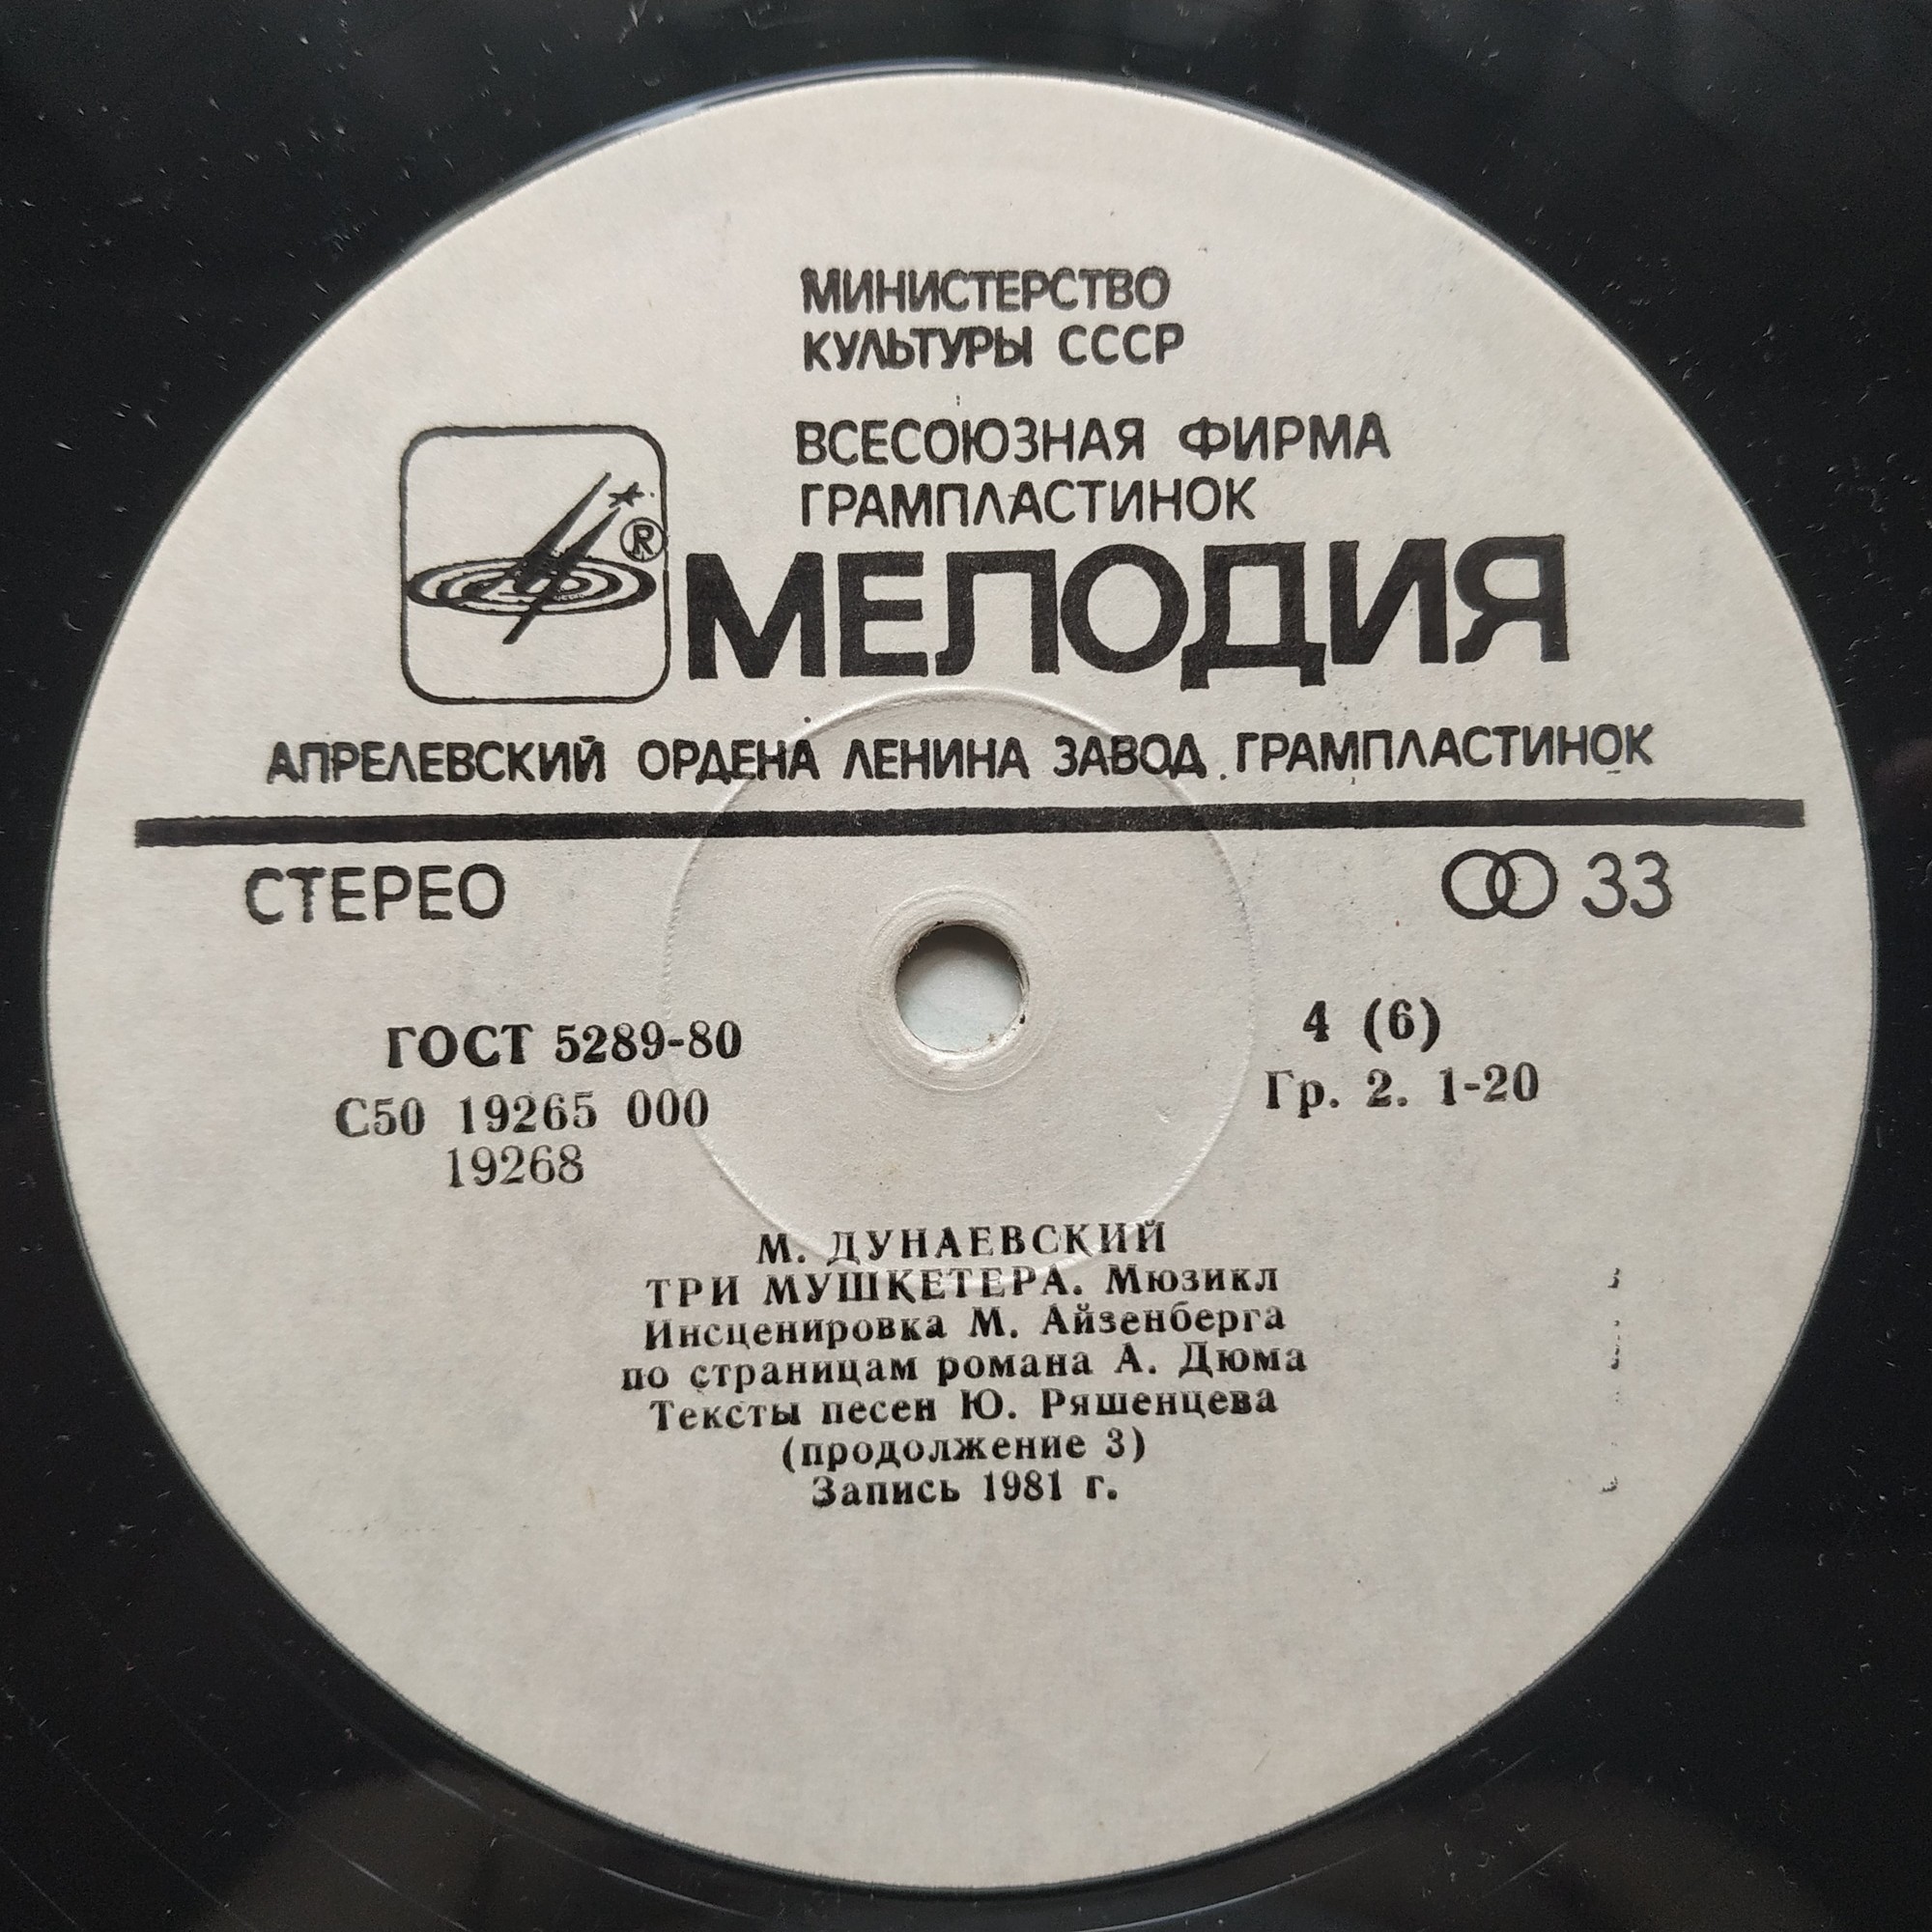 МИНИСТЕРСТВО
КУЛЬТУРЫ СССР
ВСЕСОЮЗНАЯ ФИРМА
ГРАМПЛАСТИНОК
®
МЕЛОДИЯ
АПРЕЛЕВСКИЙ ОРДЕНА ЛЕНИНА ЗАВОД ГРАМПЛАСТИНОК
СТЕРЕО
33
ГОСТ 5289-80
4 (6)
С50 19265 000
Гр. 2. 1-20
19268
М. ДУНАЕВСКИЙ
ТРИ МУШКЕТЕРА. Мюзикл
Инсценировка М. Айзенберга
по страницам романа А. Дюма
Тексты песен Ю. Ряшенцева
(продолжение 3)
Запись 1981 г.